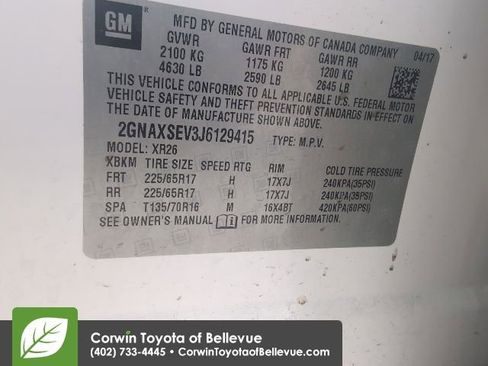 GM
MFD BY GENERAL MOTORS OF CANADA COMPANY
GVWR GAWR FRT GAWR RR 04/17
2100 KG 1175 KG 1200 KG
4630 LB 2590 LB 2645 LB
THIS VEHICLE CONFORMS TO ALL APPLICABLE U.S. FEDERAL MOTOR
VEHICLE SAFETY AND THEFT PREVENTION STANDARDS IN EFFECT ON
THE DATE OF MANUFACTURE SHOWN ABOVE.
2GNAXSEV3J6129415 TYPE: M.P.V.
MODEL: XR26
XBKM TIRE SIZE SPEED RTG RIM COLD TIRE PRESSURE
FRT 225/65R17 H 17X7J 240KPA(35PSI)
RR 225/65R17 H 17X7J 240KPA(35PSI)
SPA T135/70R16 M 16X4BT 420KPA(60PSI)
SEE OWNER'S MANUAL FOR ADDITIONAL INFORMATION.
Corwin Toyota of Bellevue
(402) 733-4445 • CorwinToyotaofBellevue.com